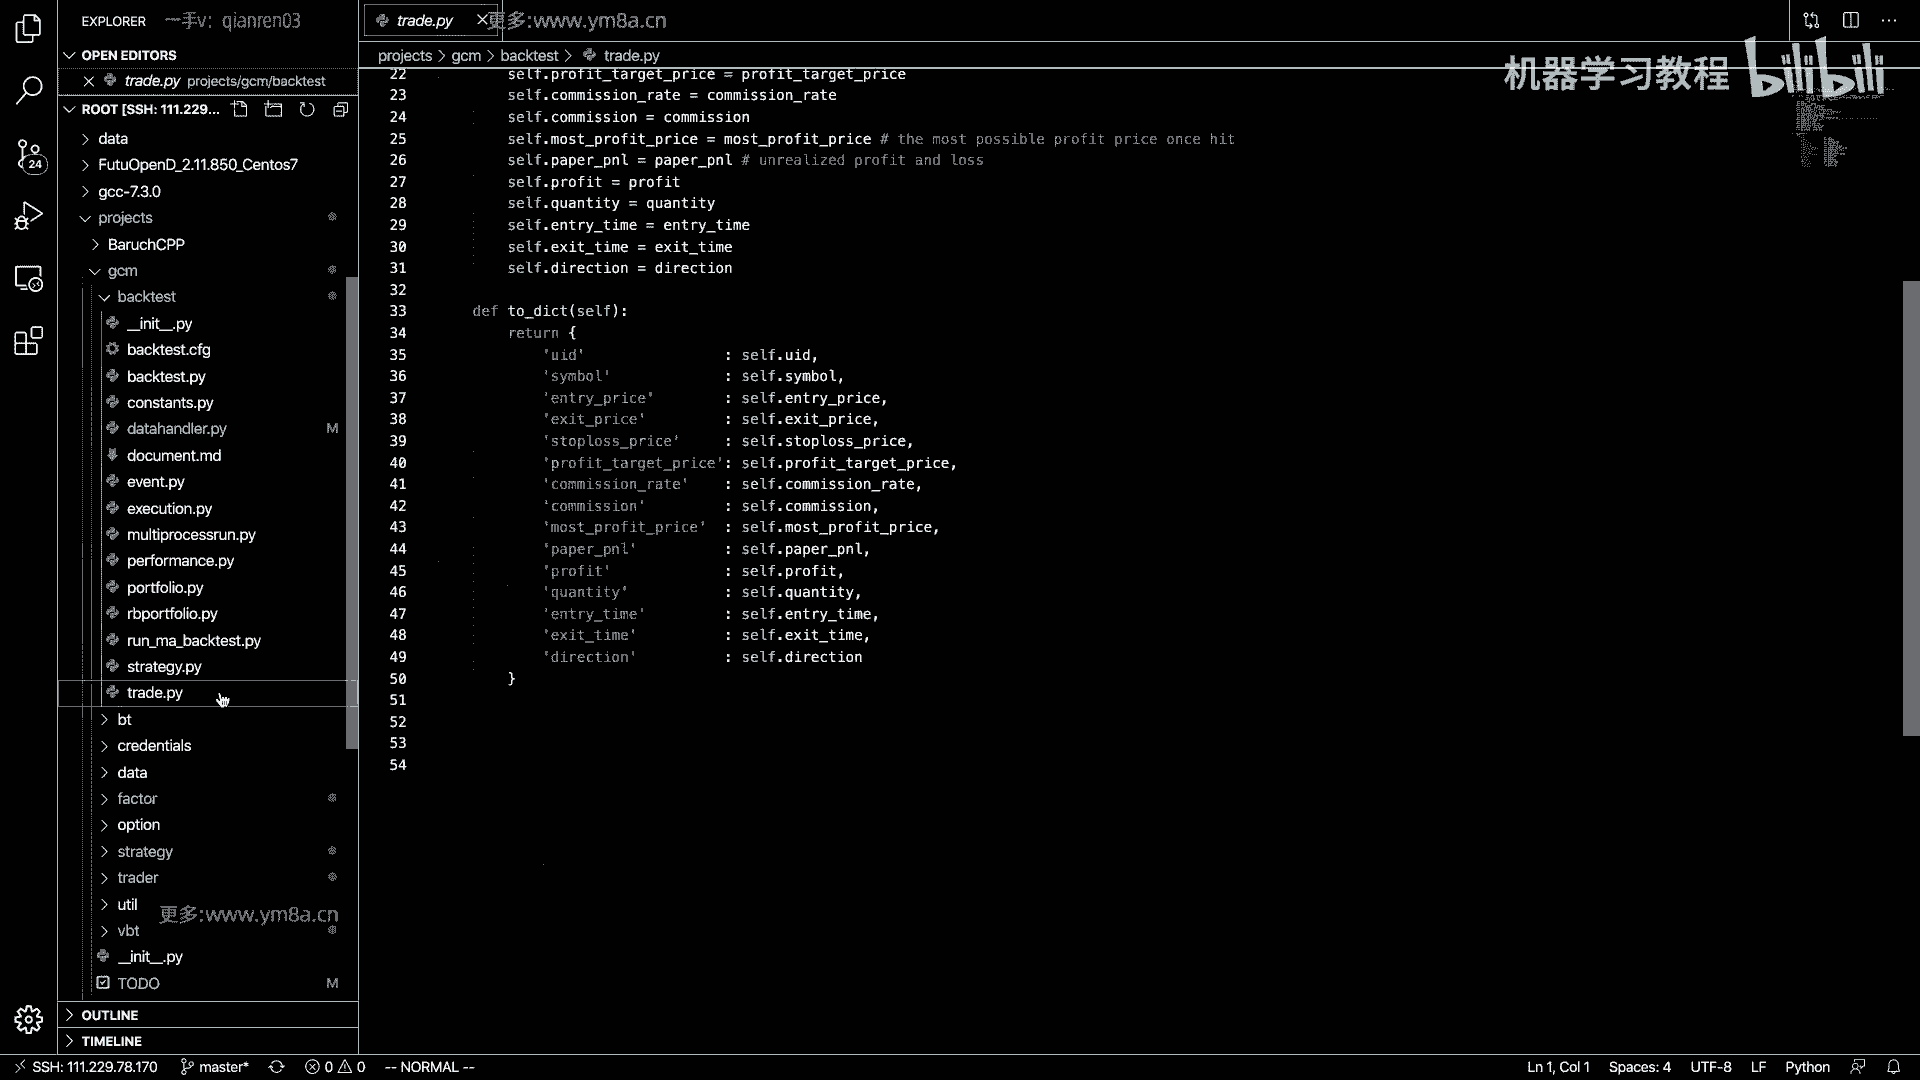 EXPLORER
一手v: qianren03
trade.py
更多:www.ym8a.cn
OPEN EDITORS
trade.py projects/gcm/backtest
projects > gcm > backtest > trade.py
机器学习教程 bilibili
ROOT [SSH: 111.229...
data
FutuOpenD_2.11.850_Centos7
gcc-7.3.0
projects
BaruchCPP
gcm
backtest
__init__.py
backtest.cfg
backtest.py
constants.py
datahandler.py M
document.md
event.py
execution.py
multiprocessrun.py
performance.py
portfolio.py
rbportfolio.py
run_ma_backtest.py
strategy.py
trade.py
bt
credentials
data
factor
option
strategy
trader
util
更多:www.ym8a.cn
vbt
__init__.py
TODO M
OUTLINE
TIMELINE
24
22 self.profit_target_price = profit_target_price
23 self.commission_rate = commission_rate
24 self.commission = commission
25 self.most_profit_price = most_profit_price # the most possible profit price once hit
26 self.paper_pnl = paper_pnl # unrealized profit and loss
27 self.profit = profit
28 self.quantity = quantity
29 self.entry_time = entry_time
30 self.exit_time = exit_time
31 self.direction = direction
32
33 def to_dict(self):
34 return {
35 'uid' : self.uid,
36 'symbol' : self.symbol,
37 'entry_price' : self.entry_price,
38 'exit_price' : self.exit_price,
39 'stoploss_price' : self.stoploss_price,
40 'profit_target_price': self.profit_target_price,
41 'commission_rate' : self.commission_rate,
42 'commission' : self.commission,
43 'most_profit_price' : self.most_profit_price,
44 'paper_pnl' : self.paper_pnl,
45 'profit' : self.profit,
46 'quantity' : self.quantity,
47 'entry_time' : self.entry_time,
48 'exit_time' : self.exit_time,
49 'direction' : self.direction
50 }
51
52
53
54
SSH: 111.229.78.170 master* 0 0 -- NORMAL -- Ln 1, Col 1 Spaces: 4 UTF-8 LF Python